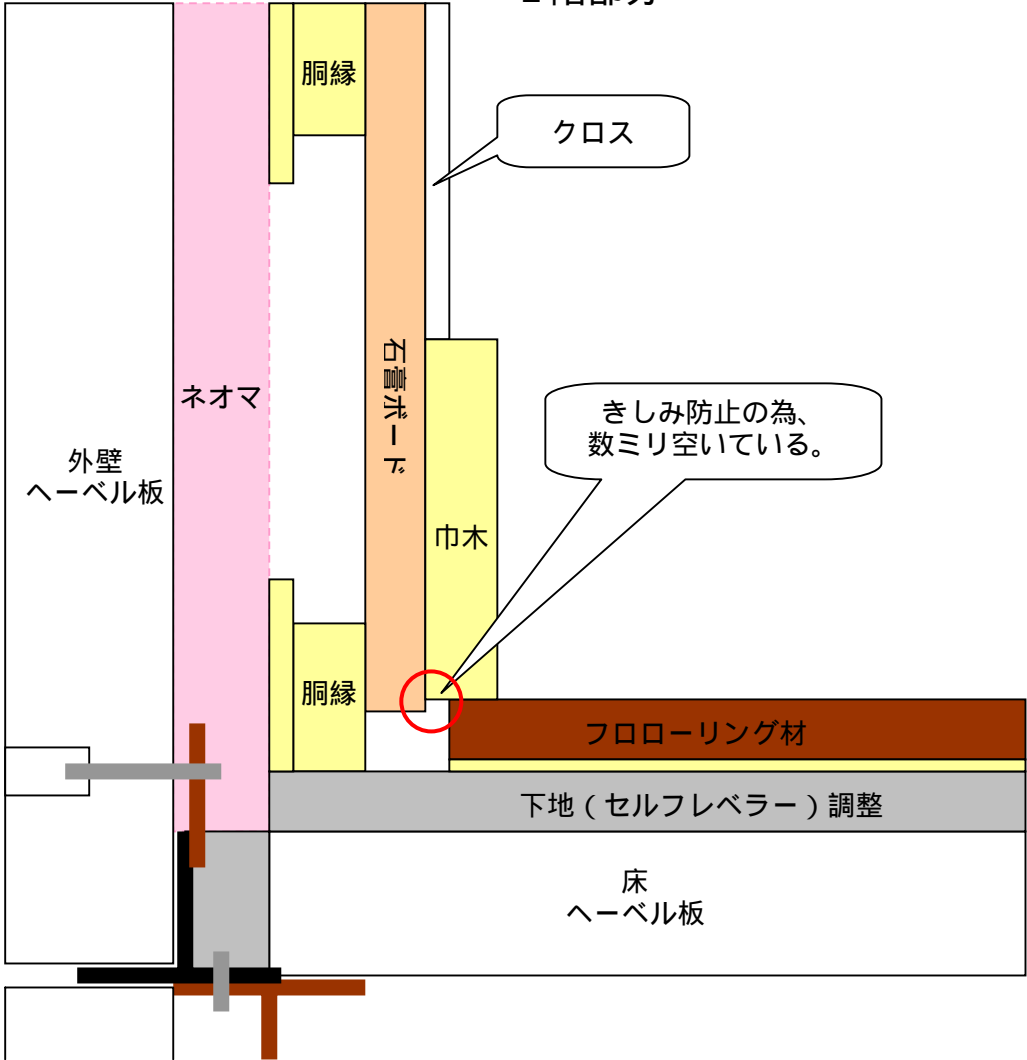 胴縁
クロス
石膏ボード
ネオマ
きしみ防止の為、
数ミリ空いている。
外壁
ヘーベル板
巾木
胴縁
フロローリング材
下地(セルフレベラー)調整
床
ヘーベル板